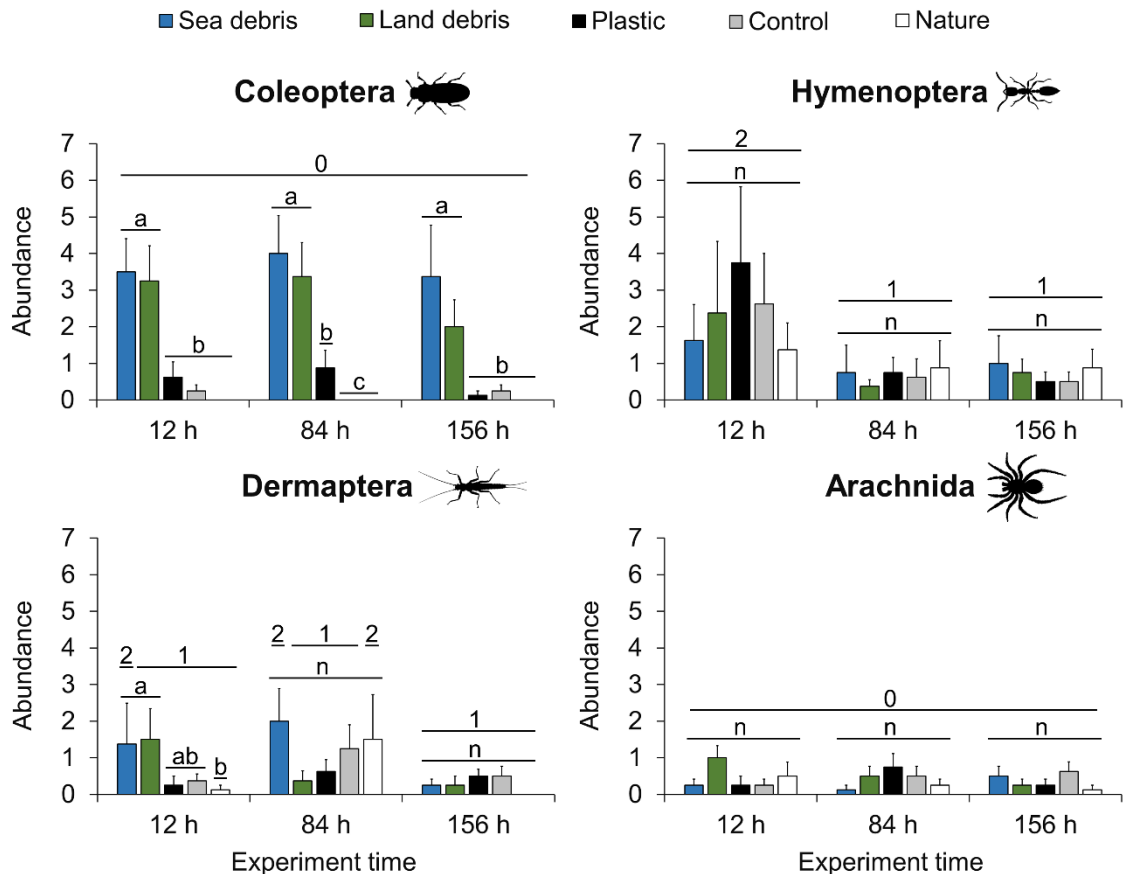 Sea debris Land debris Plastic Control Nature
Coleoptera
Abundance
7
6
5
4
3
2
1
0
0
a
b
a
b
c
a
b
12 h 84 h 156 h
Hymenoptera
Abundance
7
6
5
4
3
2
1
0
2
n
1
n
1
n
12 h 84 h 156 h
Dermaptera
Abundance
7
6
5
4
3
2
1
0
2 1
a
ab
b
2 1 2
n
1
n
12 h 84 h 156 h
Experiment time
Arachnida
Abundance
7
6
5
4
3
2
1
0
0
n n n
12 h 84 h 156 h
Experiment time